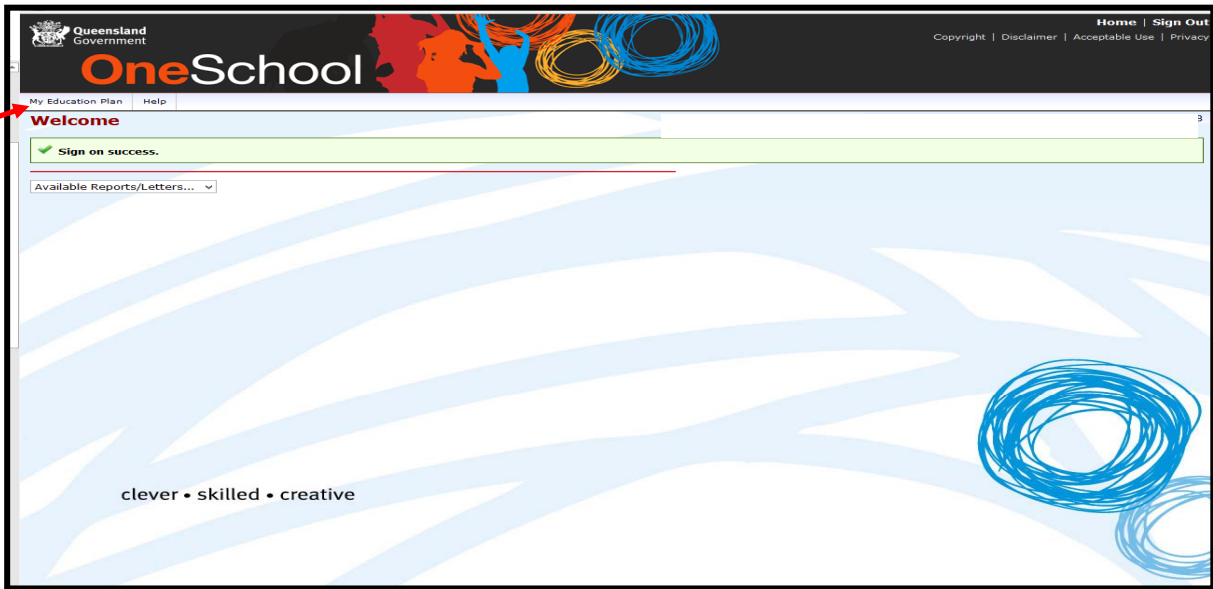 Queensland
Government
Home | Sign Out
Copyright | Disclaimer | Acceptable Use | Privacy
OneSchool
My Education Plan Help
Welcome
Sign on success.
Available Reports/Letters...
clever • skilled • creative